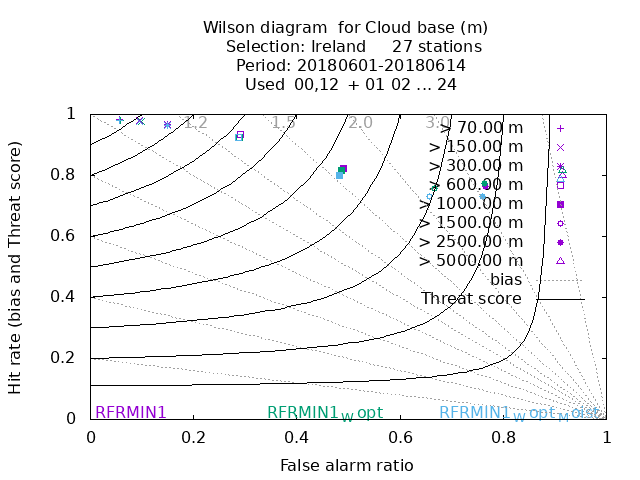 Wilson diagram for Cloud base (m)
Selection: Ireland 27 stations
Period: 20180601-20180614
Used 00,12 + 01 02 ... 24
Hit rate (bias and Threat score)
1
0.8
0.6
0.4
0.2
0
1.2 1.5 2.0 3.0
> 70.00 m
> 150.00 m
> 300.00 m
> 600.00 m
> 1000.00 m
> 1500.00 m
> 2500.00 m
> 5000.00 m
bias
Threat score
RFRMIN1 RFRMIN1W opt
0 0.2 0.4 0.6 0.8 1
False alarm ratio